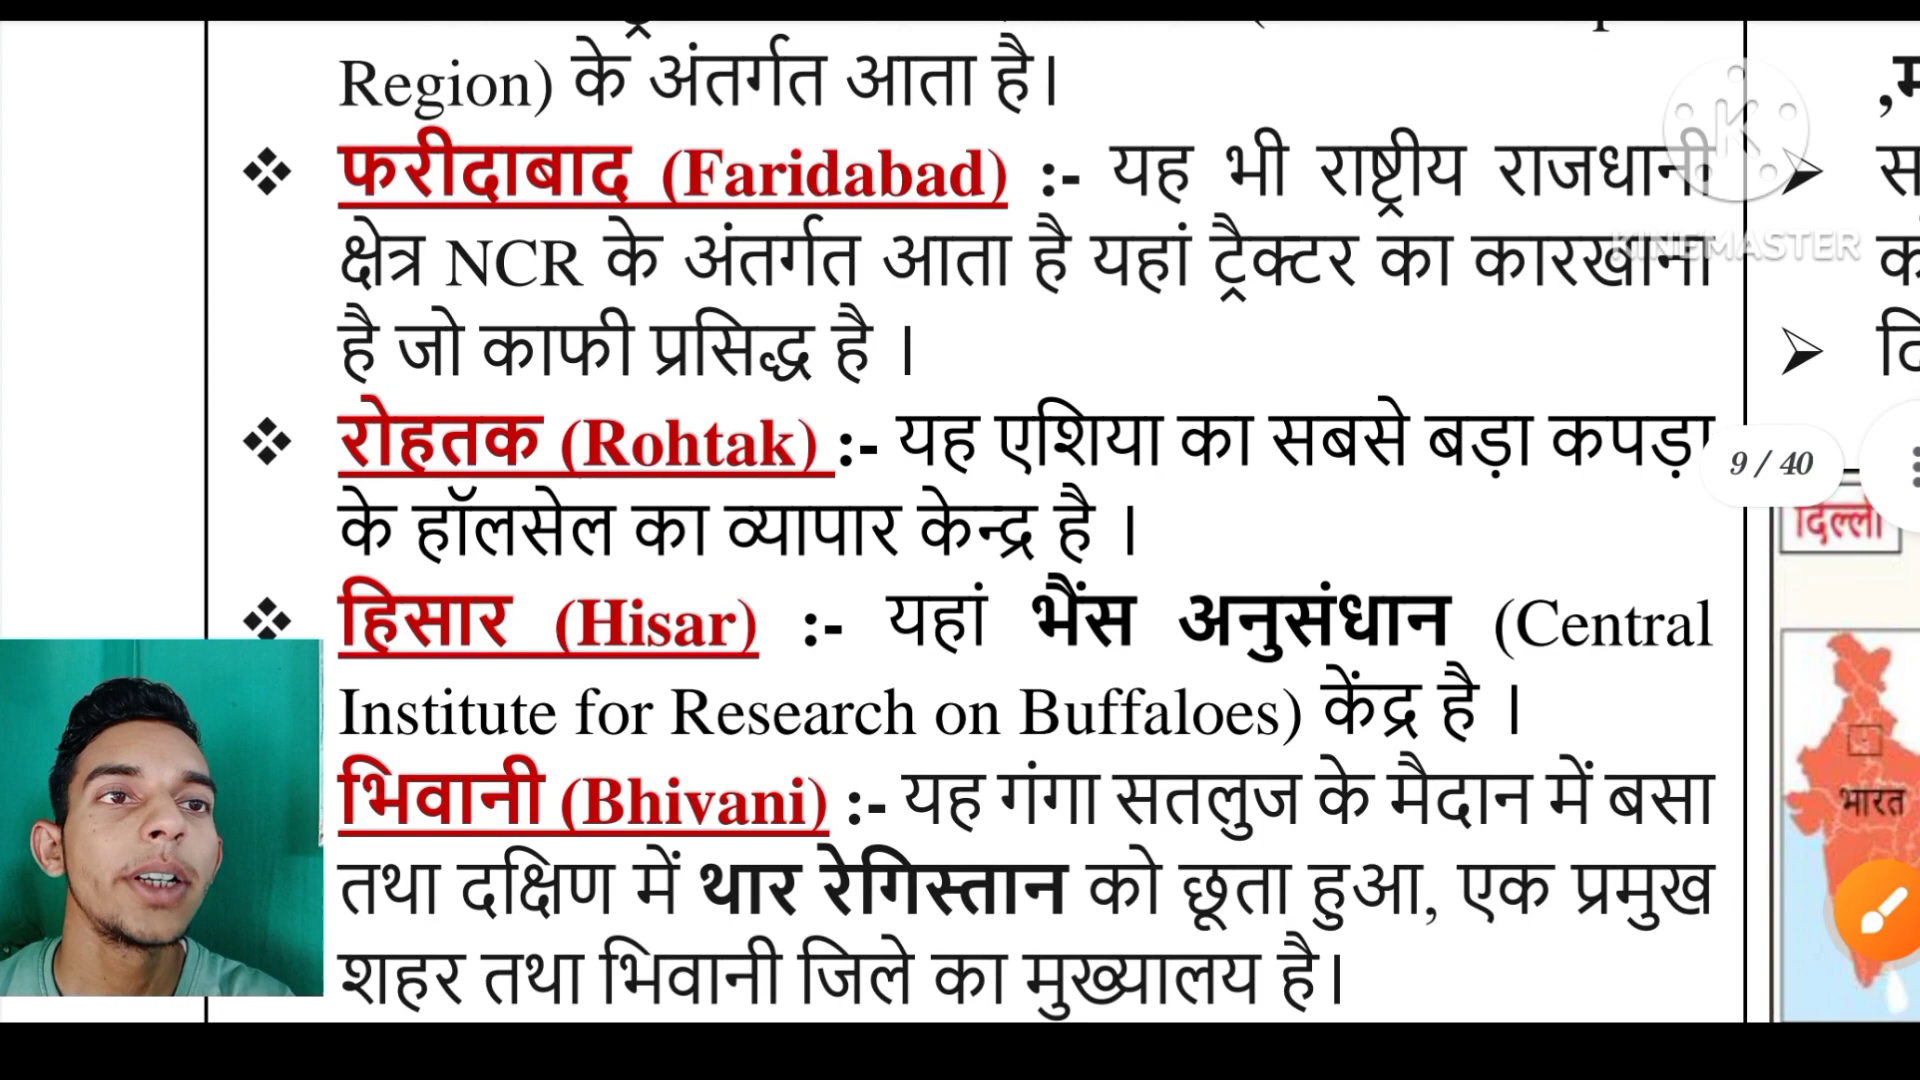 Region) के अंतर्गत आता है।
❖ फरीदाबाद (Faridabad) :- यह भी राष्ट्रीय राजधानी
क्षेत्र NCR के अंतर्गत आता है यहां ट्रैक्टर का कारखाना
है जो काफी प्रसिद्ध है ।
❖ रोहतक (Rohtak) :- यह एशिया का सबसे बड़ा कपड़ा
के हॉलसेल का व्यापार केन्द्र है ।
❖ हिसार (Hisar) :- यहां भैंस अनुसंधान (Central
Institute for Research on Buffaloes) केंद्र है ।
भिवानी (Bhivani) :- यह गंगा सतलुज के मैदान में बसा
तथा दक्षिण में थार रेगिस्तान को छूता हुआ, एक प्रमुख
शहर तथा भिवानी जिले का मुख्यालय है।
K
KINEMASTER
9 / 40
दिल्ली
भारत